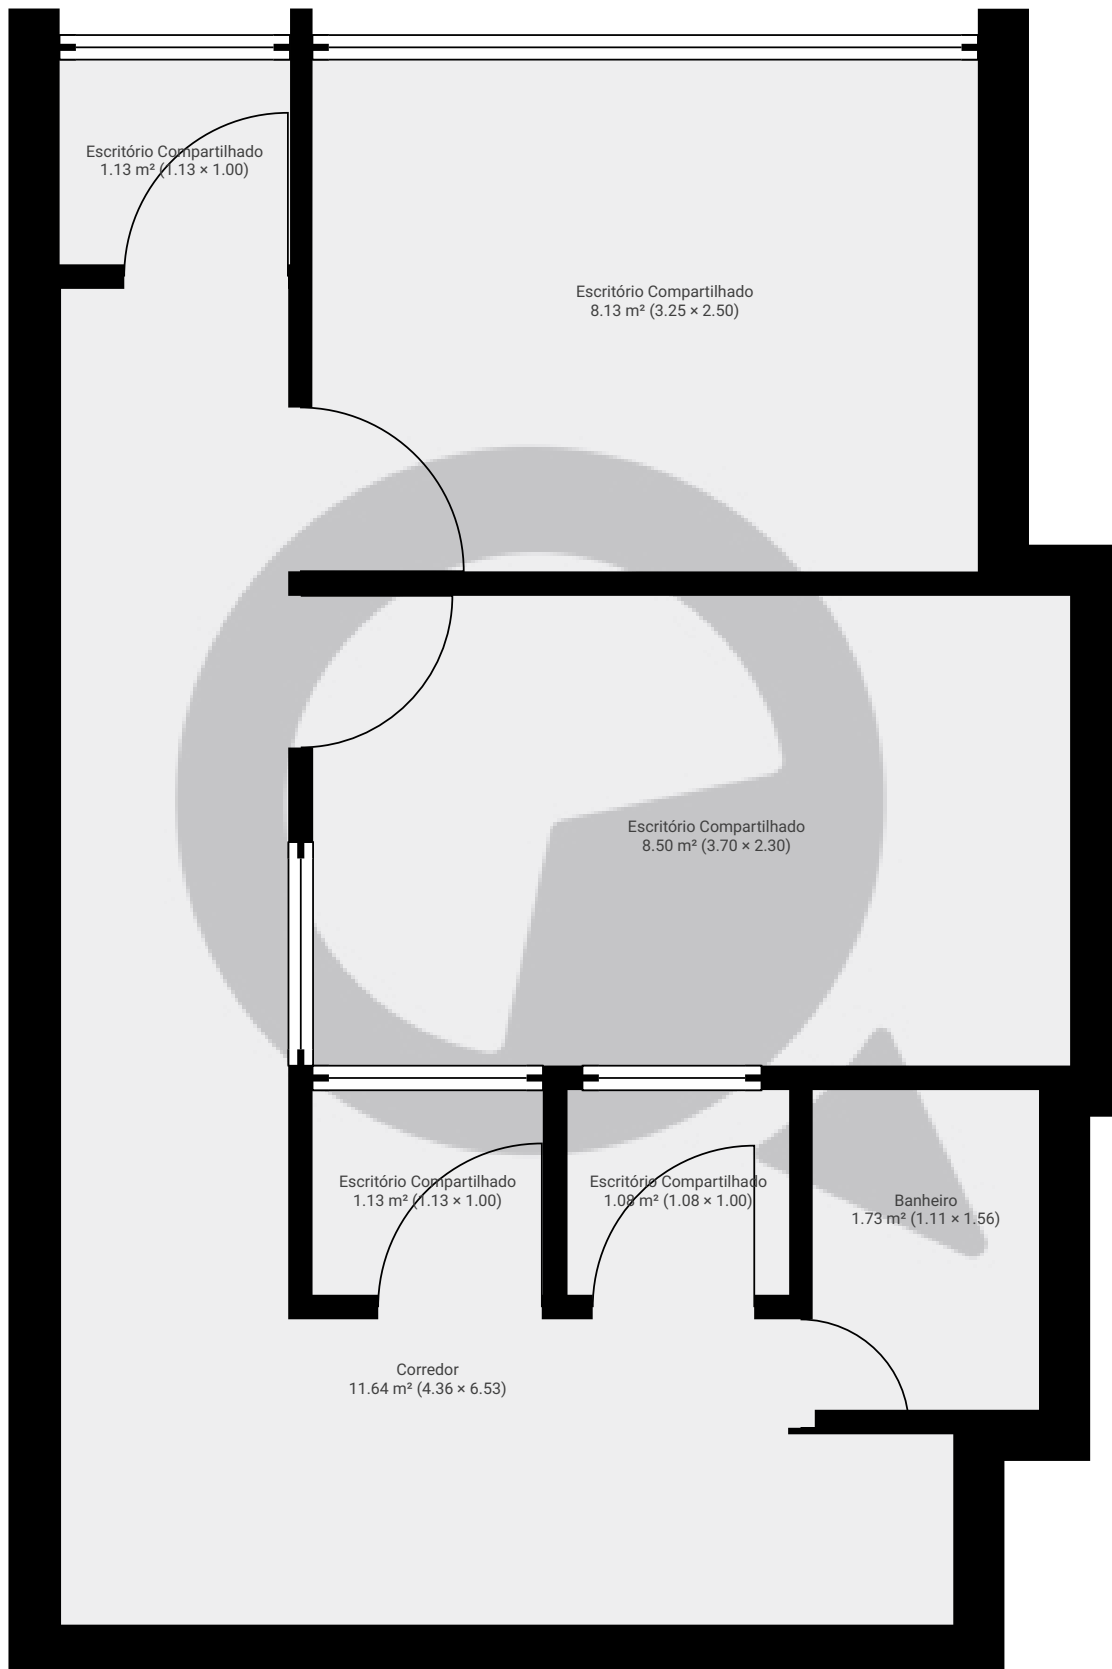 Escritório Compartilhado
1.13 m² (1.13 × 1.00)
Escritório Compartilhado
8.13 m² (3.25 × 2.50)
Escritório Compartilhado
8.50 m² (3.70 × 2.30)
Escritório Compartilhado
1.13 m² (1.13 × 1.00)
Escritório Compartilhado
1.08 m² (1.08 × 1.00)
Banheiro
1.73 m² (1.11 × 1.56)
Corredor
11.64 m² (4.36 × 6.53)